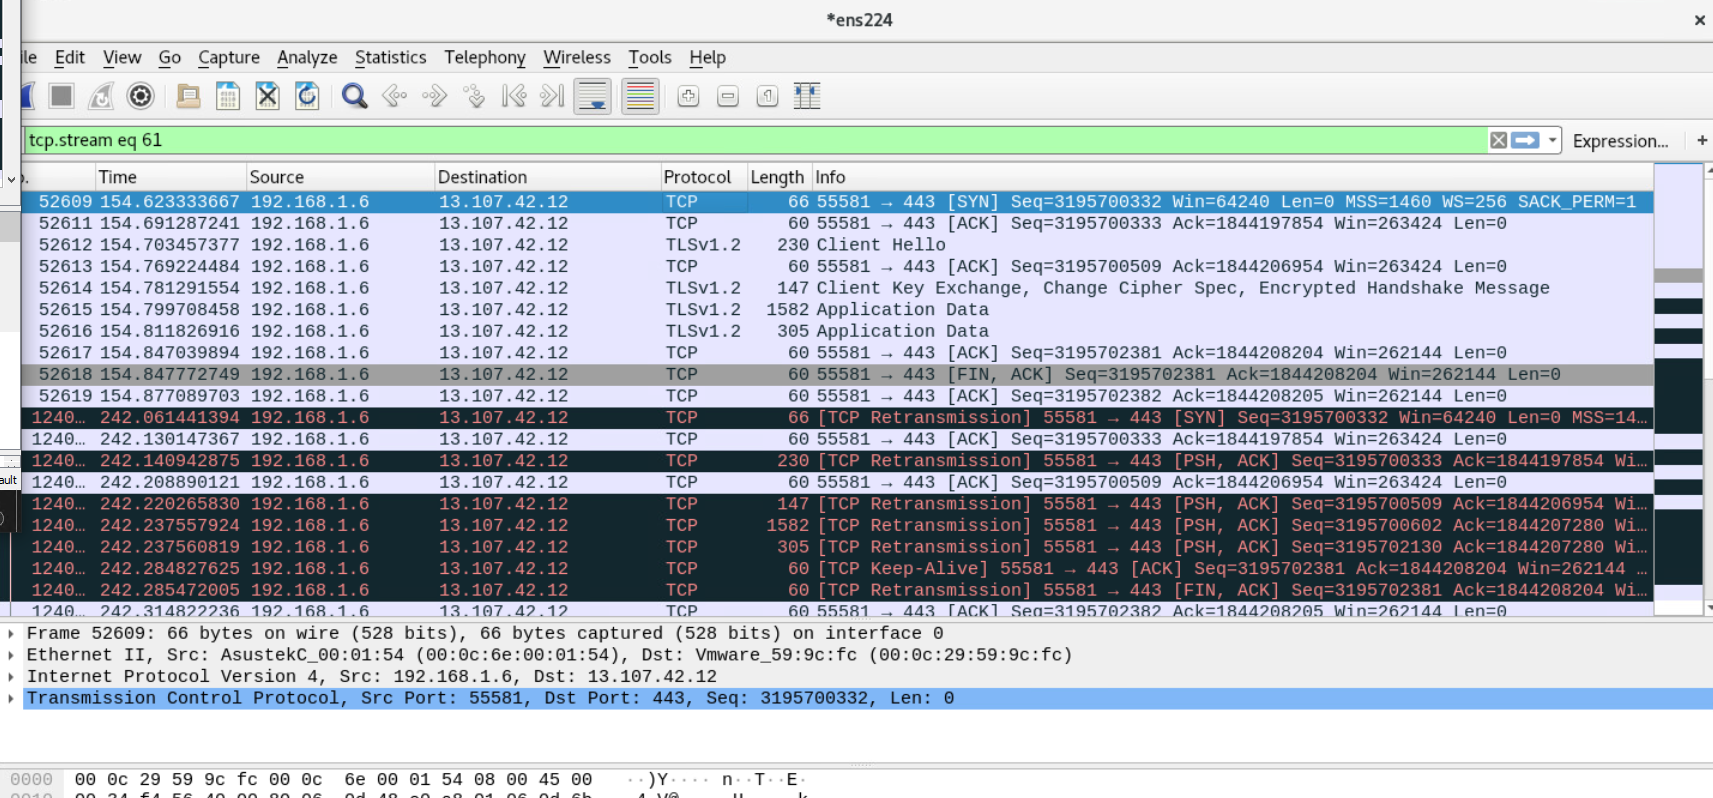 *ens224
Edit View Go Capture Analyze Statistics Telephony Wireless Tools Help
tcp.stream eq 61 Expression... +
Time Source Destination Protocol Length Info
52609 154.623333667 192.168.1.6 13.107.42.12 TCP 66 55581 → 443 [SYN] Seq=3195700332 Win=64240 Len=0 MSS=1460 WS=256 SACK_PERM=1
52611 154.691287241 192.168.1.6 13.107.42.12 TCP 60 55581 → 443 [ACK] Seq=3195700333 Ack=1844197854 Win=263424 Len=0
52612 154.703457377 192.168.1.6 13.107.42.12 TLSv1.2 230 Client Hello
52613 154.769224484 192.168.1.6 13.107.42.12 TCP 60 55581 → 443 [ACK] Seq=3195700509 Ack=1844206954 Win=263424 Len=0
52614 154.781291554 192.168.1.6 13.107.42.12 TLSv1.2 147 Client Key Exchange, Change Cipher Spec, Encrypted Handshake Message
52615 154.799708458 192.168.1.6 13.107.42.12 TLSv1.2 1582 Application Data
52616 154.811826916 192.168.1.6 13.107.42.12 TLSv1.2 305 Application Data
52617 154.847039894 192.168.1.6 13.107.42.12 TCP 60 55581 → 443 [ACK] Seq=3195702381 Ack=1844208204 Win=262144 Len=0
52618 154.847772749 192.168.1.6 13.107.42.12 TCP 60 55581 → 443 [FIN, ACK] Seq=3195702381 Ack=1844208204 Win=262144 Len=0
52619 154.877089703 192.168.1.6 13.107.42.12 TCP 60 55581 → 443 [ACK] Seq=3195702382 Ack=1844208205 Win=262144 Len=0
1240… 242.061441394 192.168.1.6 13.107.42.12 TCP 66 [TCP Retransmission] 55581 → 443 [SYN] Seq=3195700332 Win=64240 Len=0 MSS=14…
1240… 242.130147367 192.168.1.6 13.107.42.12 TCP 60 55581 → 443 [ACK] Seq=3195700333 Ack=1844197854 Win=263424 Len=0
1240… 242.140942875 192.168.1.6 13.107.42.12 TCP 230 [TCP Retransmission] 55581 → 443 [PSH, ACK] Seq=3195700333 Ack=1844197854 Wi…
1240… 242.208890121 192.168.1.6 13.107.42.12 TCP 60 55581 → 443 [ACK] Seq=3195700509 Ack=1844206954 Win=263424 Len=0
1240… 242.220265830 192.168.1.6 13.107.42.12 TCP 147 [TCP Retransmission] 55581 → 443 [PSH, ACK] Seq=3195700509 Ack=1844206954 Wi…
1240… 242.237557924 192.168.1.6 13.107.42.12 TCP 1582 [TCP Retransmission] 55581 → 443 [PSH, ACK] Seq=3195700602 Ack=1844207280 Wi…
1240… 242.237560819 192.168.1.6 13.107.42.12 TCP 305 [TCP Retransmission] 55581 → 443 [PSH, ACK] Seq=3195702130 Ack=1844207280 Wi…
1240… 242.284827625 192.168.1.6 13.107.42.12 TCP 60 [TCP Keep-Alive] 55581 → 443 [ACK] Seq=3195702381 Ack=1844208204 Win=262144 …
1240… 242.285472005 192.168.1.6 13.107.42.12 TCP 60 [TCP Retransmission] 55581 → 443 [FIN, ACK] Seq=3195702381 Ack=1844208204 Wi…
1240… 242.314822236 192.168.1.6 13.107.42.12 TCP 60 55581 → 443 [ACK] Seq=3195702382 Ack=1844208205 Win=262144 Len=0
Frame 52609: 66 bytes on wire (528 bits), 66 bytes captured (528 bits) on interface 0
Ethernet II, Src: AsustekC_00:01:54 (00:0c:6e:00:01:54), Dst: Vmware_59:9c:fc (00:0c:29:59:9c:fc)
Internet Protocol Version 4, Src: 192.168.1.6, Dst: 13.107.42.12
Transmission Control Protocol, Src Port: 55581, Dst Port: 443, Seq: 3195700332, Len: 0
0000 00 0c 29 59 9c fc 00 0c 6e 00 01 54 08 00 45 00 ··)Y···· n··T··E·